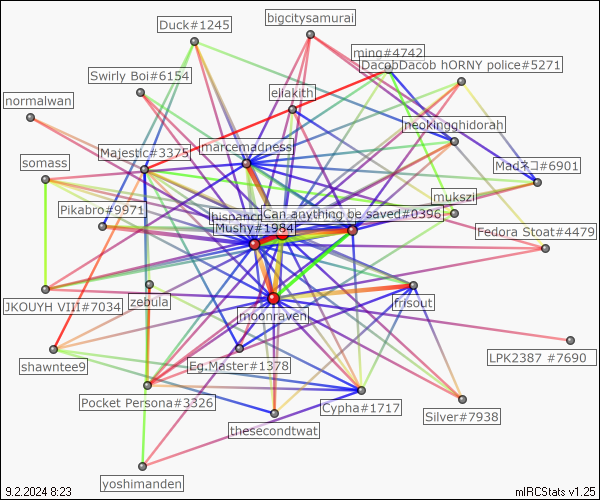 bigcitysamurai
Duck#1245
ming#4742
DacobDacob hORNY police#5271
Swirly Boi#6154
eliakith
normalwan
neokingghidorah
marcemadness
Majestic#3375
somass
Madネコ#6901
mukszi
Pikabro#9971
Can anything be saved#0396
Mushy#1984
Fedora Stoat#4479
JKOUYH VIII#7034
zebula
frisout
moonraven
LPK2387 #7690
shawntee9
Eg.Master#1378
Pocket Persona#3326
Cypha#1717
Silver#7938
thesecondtwat
yoshimanden
9.2.2024 8:23
mIRCStats v1.25